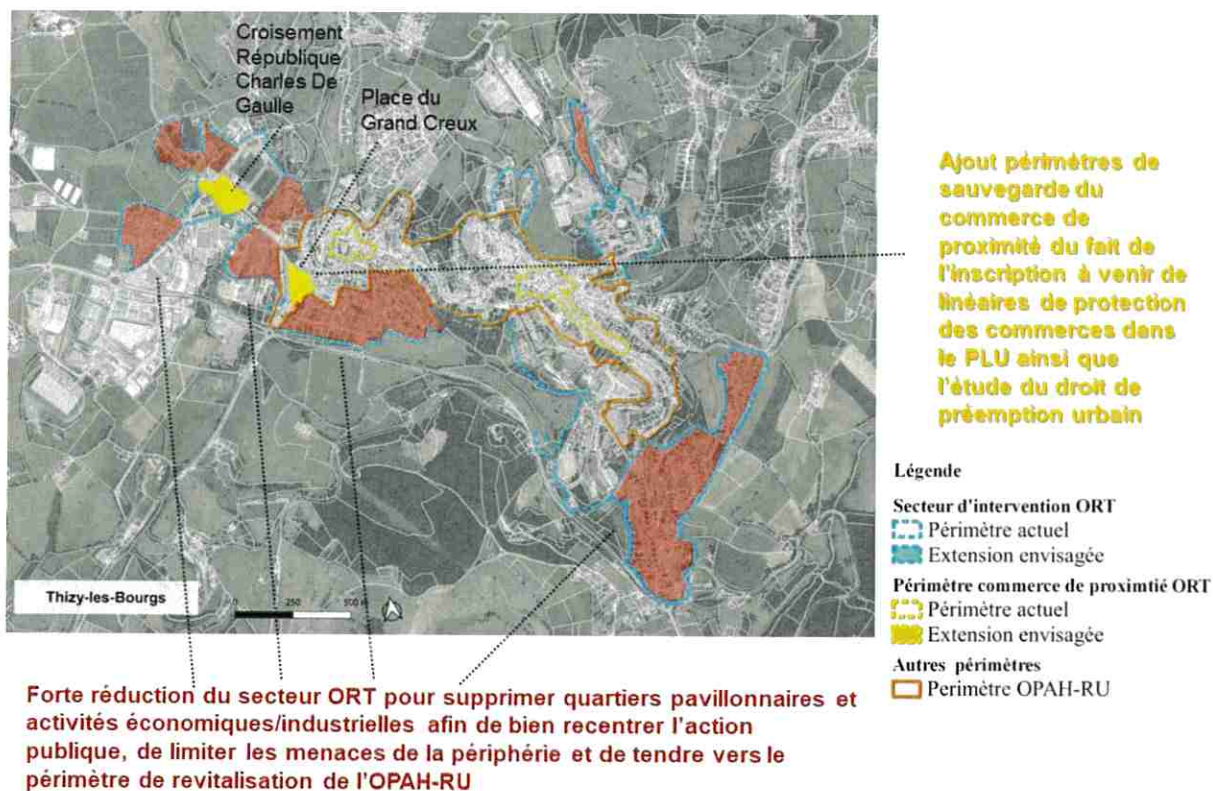 Croisement
République
Charles De
Gaulle
Place du
Grand Creux
Ajout périmètres de
sauvegarde du
commerce de
proximité du fait de
l'inscription à venir de
linéaires de protection
des commerces dans
le PLU ainsi que
l'étude du droit de
préemption urbain
Légende
Secteur d'intervention ORT
Périmètre actuel
Extension envisagée
Périmètre commerce de proximtié ORT
Périmètre actuel
Extension envisagée
Autres périmètres
Perimètre OPAH-RU
Thizy-les-Bourgs
0 250 500 m
Forte réduction du secteur ORT pour supprimer quartiers pavillonnaires et
activités économiques/industrielles afin de bien recentrer l'action
publique, de limiter les menaces de la périphérie et de tendre vers le
périmètre de revitalisation de l'OPAH-RU